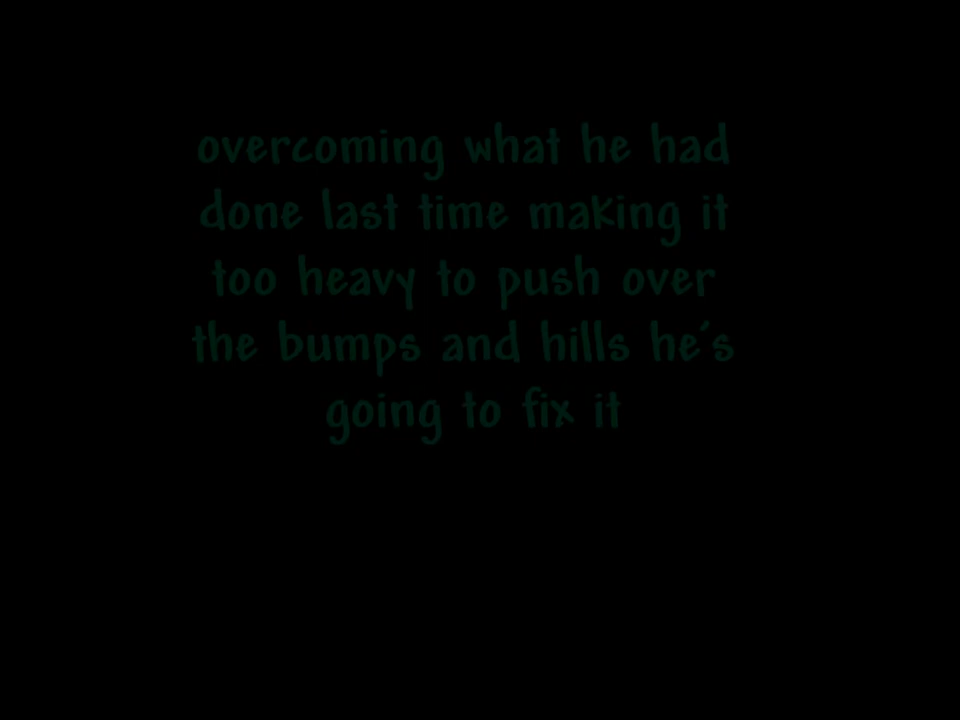 overcoming what he had
done last time making it
too heavy to push over
the bumps and hills he's
going to fix it